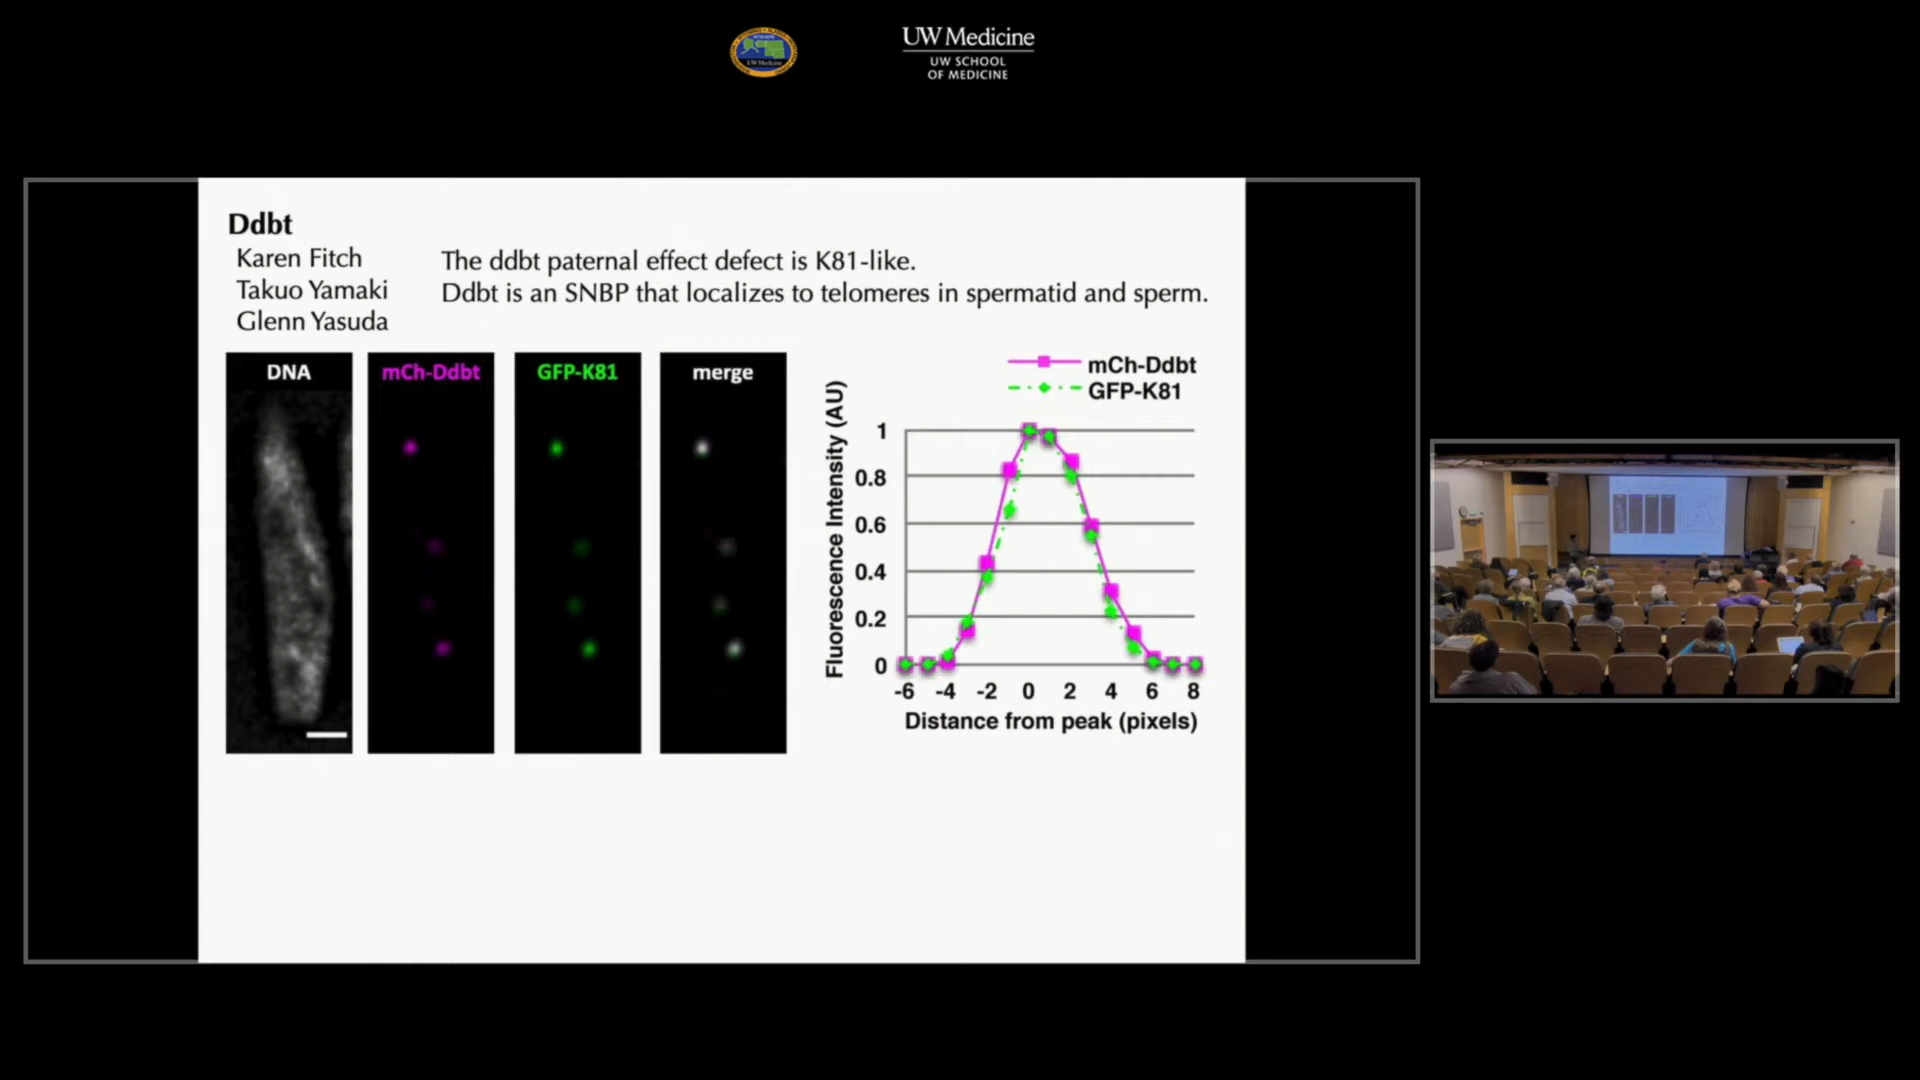 UW Medicine
UW SCHOOL
OF MEDICINE
Ddbt
Karen Fitch
Takuo Yamaki
Glenn Yasuda
The ddbt paternal effect defect is K81-like.
Ddbt is an SNBP that localizes to telomeres in spermatid and sperm.
DNA
mCh-Ddbt
GFP-K81
merge
mCh-Ddbt
GFP-K81
Fluorescence Intensity (AU)
1
0.8
0.6
0.4
0.2
0
-6 -4 -2 0 2 4 6 8
Distance from peak (pixels)